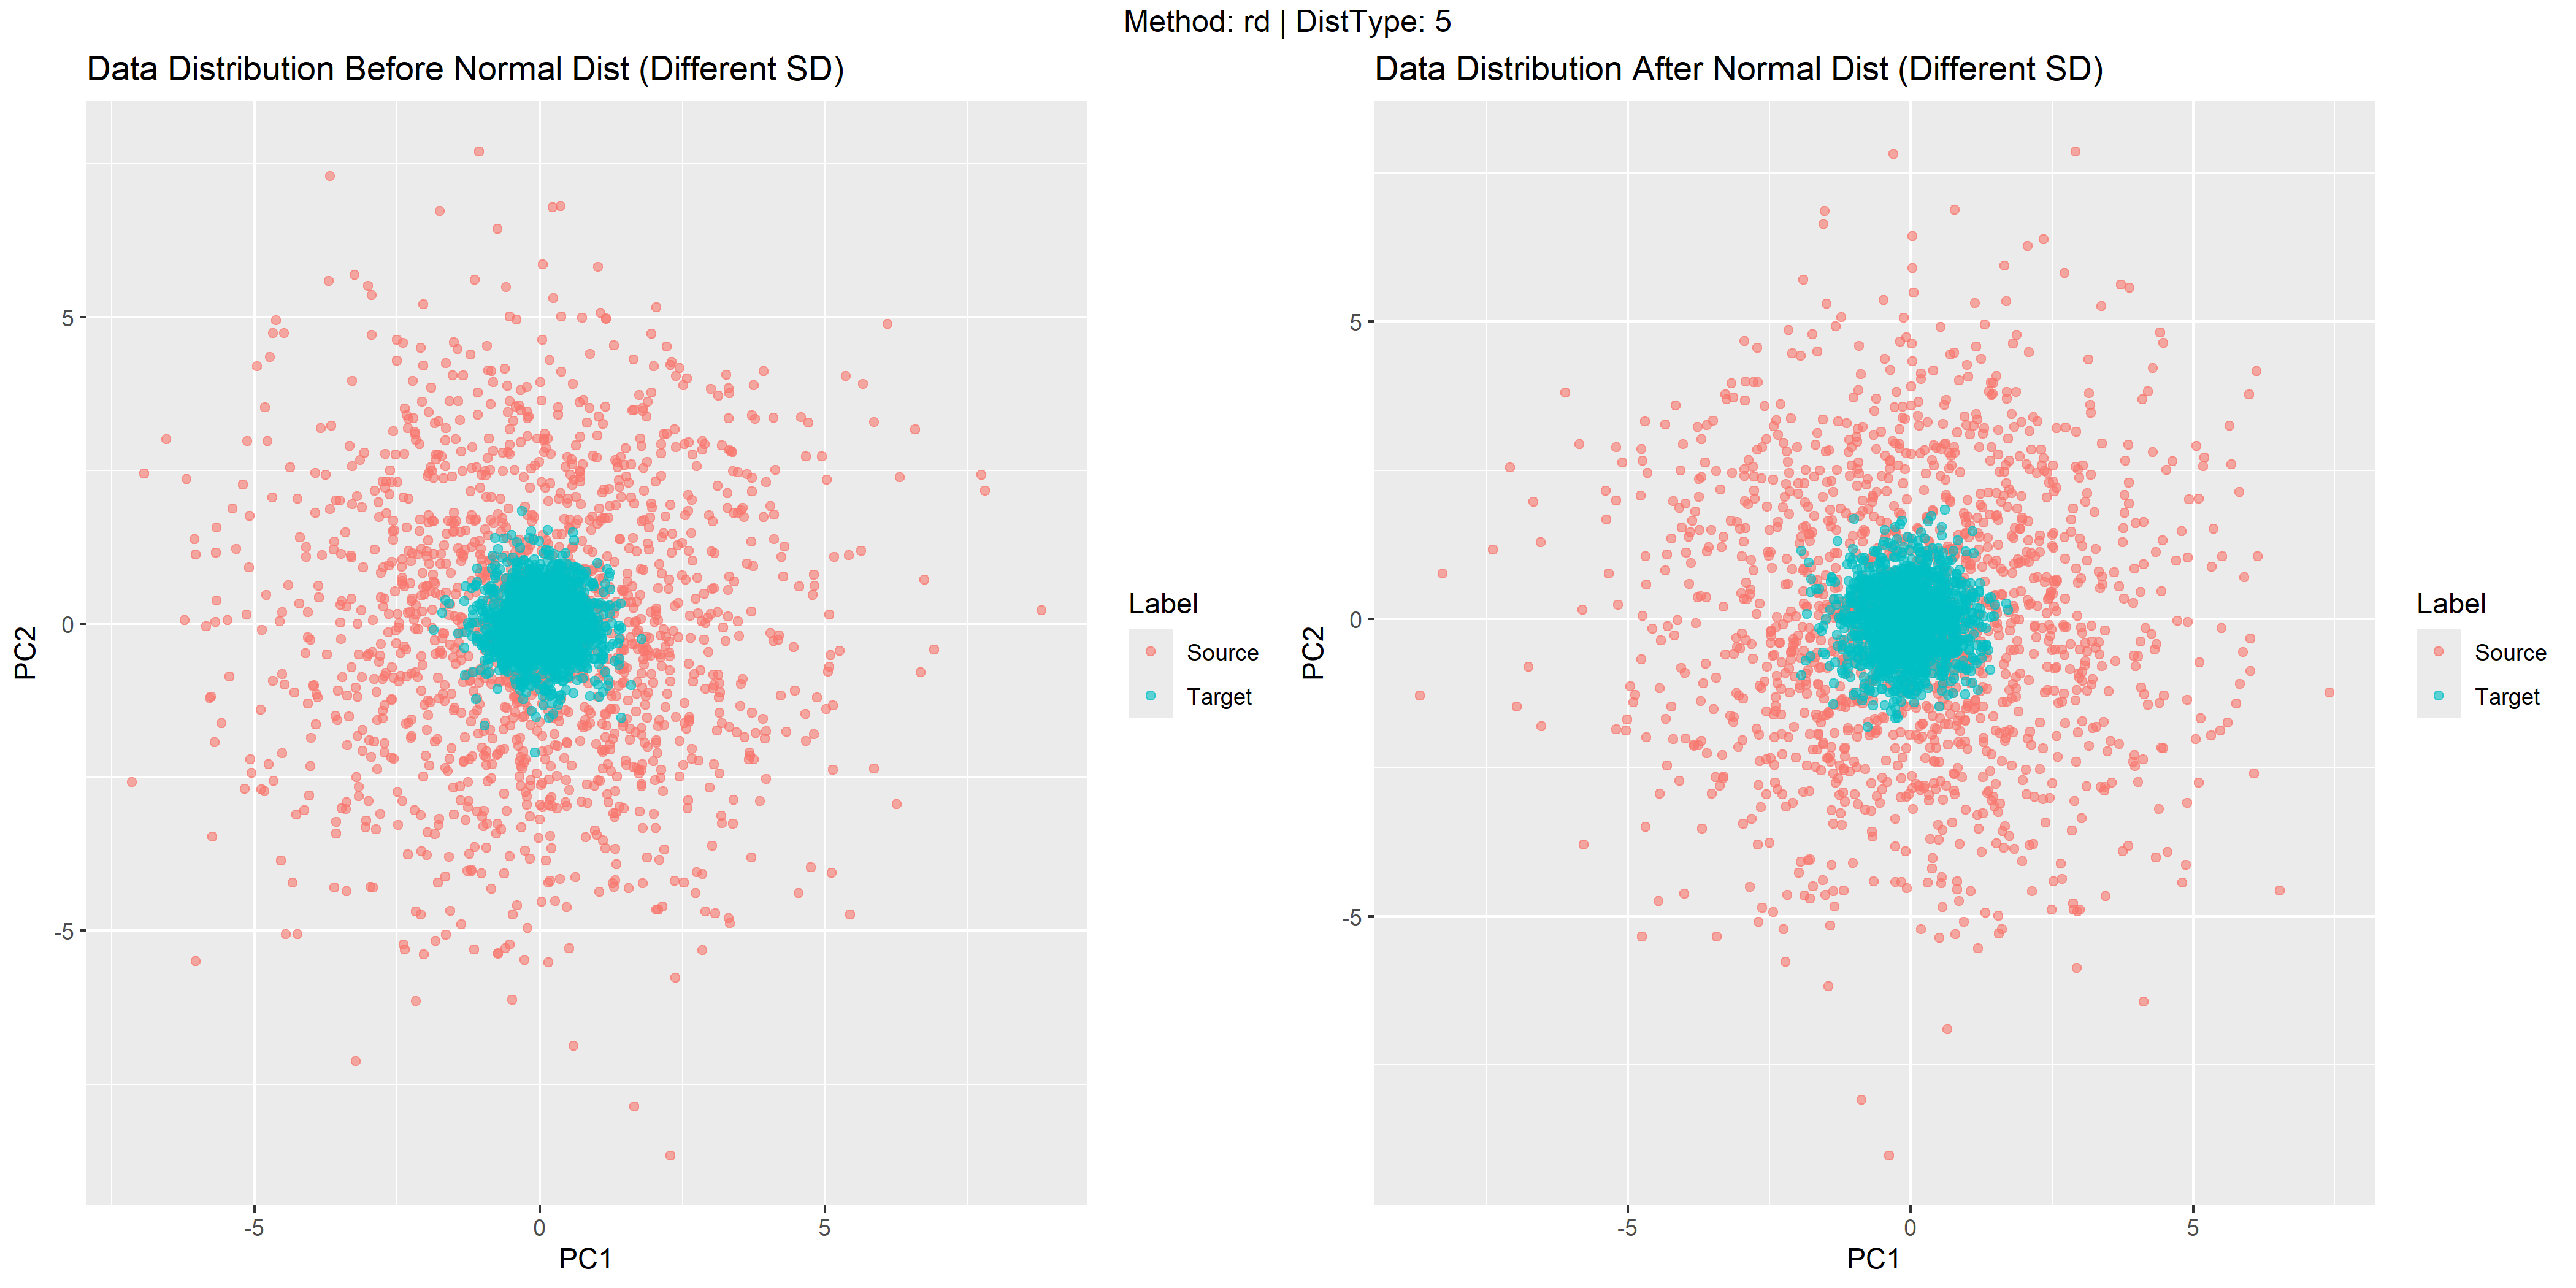 Method: rd | DistType: 5
Data Distribution Before Normal Dist (Different SD)
5
0
-5
PC2
-5
0
5
PC1
Label
Source
Target
Data Distribution After Normal Dist (Different SD)
5
0
-5
PC2
-5
0
5
PC1
Label
Source
Target